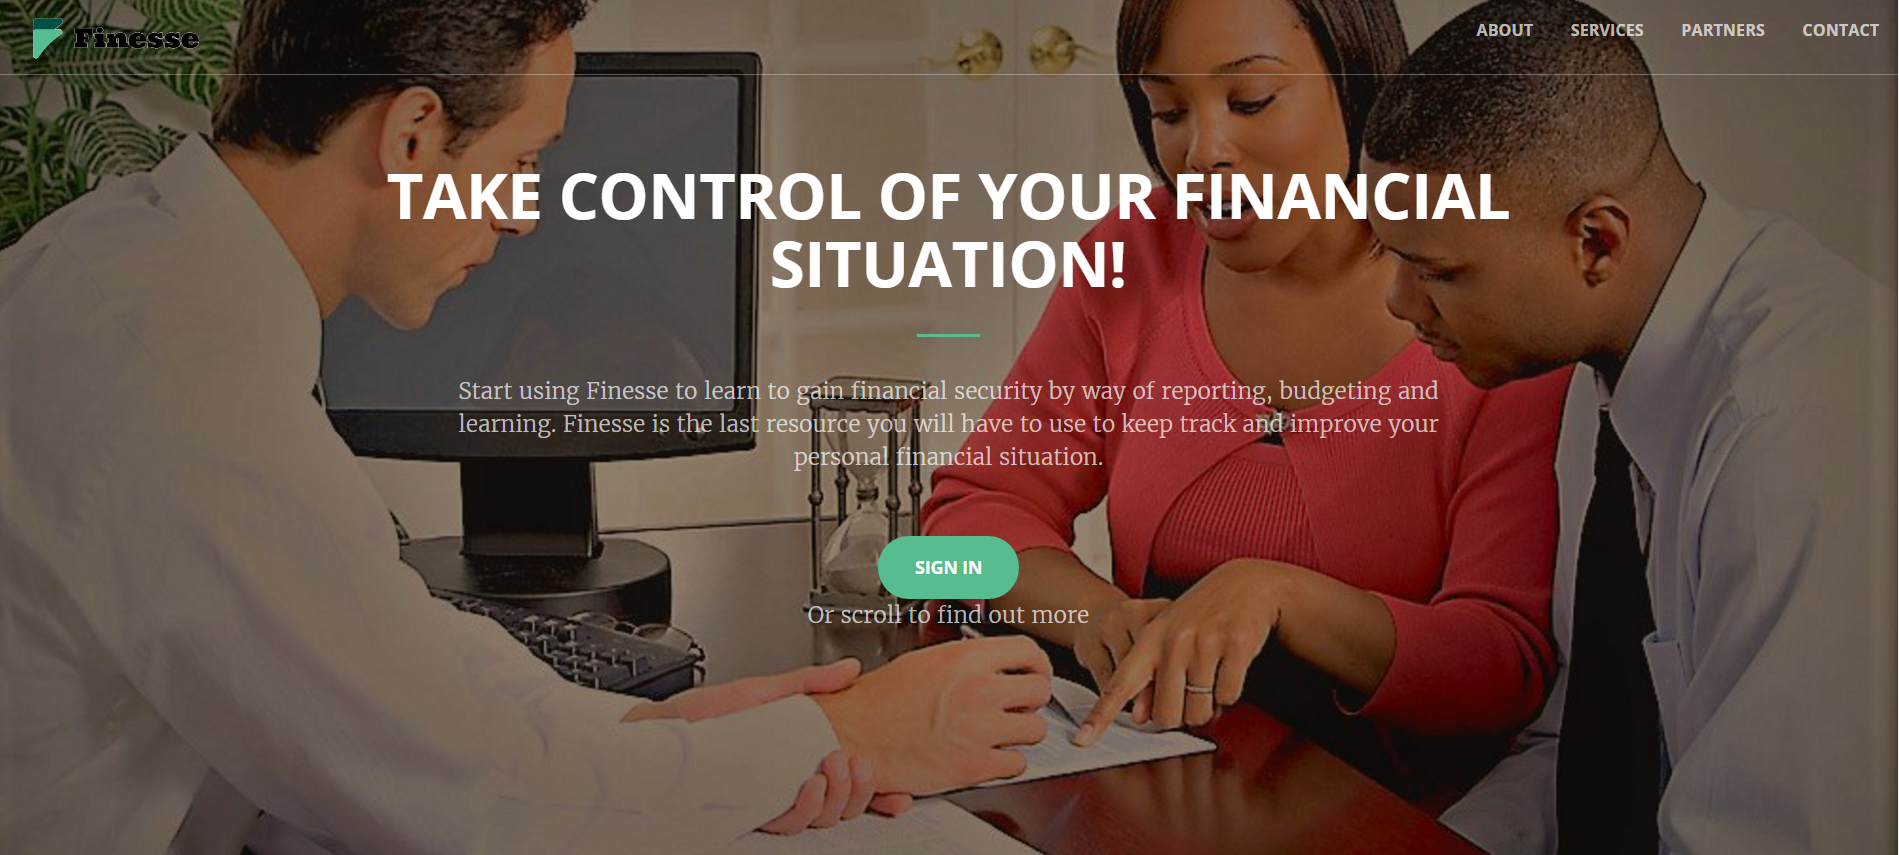 Finesse
ABOUT SERVICES PARTNERS CONTACT
TAKE CONTROL OF YOUR FINANCIAL
SITUATION!
Start using Finesse to learn to gain financial security by way of reporting, budgeting and
learning. Finesse is the last resource you will have to use to keep track and improve your
personal financial situation.
SIGN IN
Or scroll to find out more